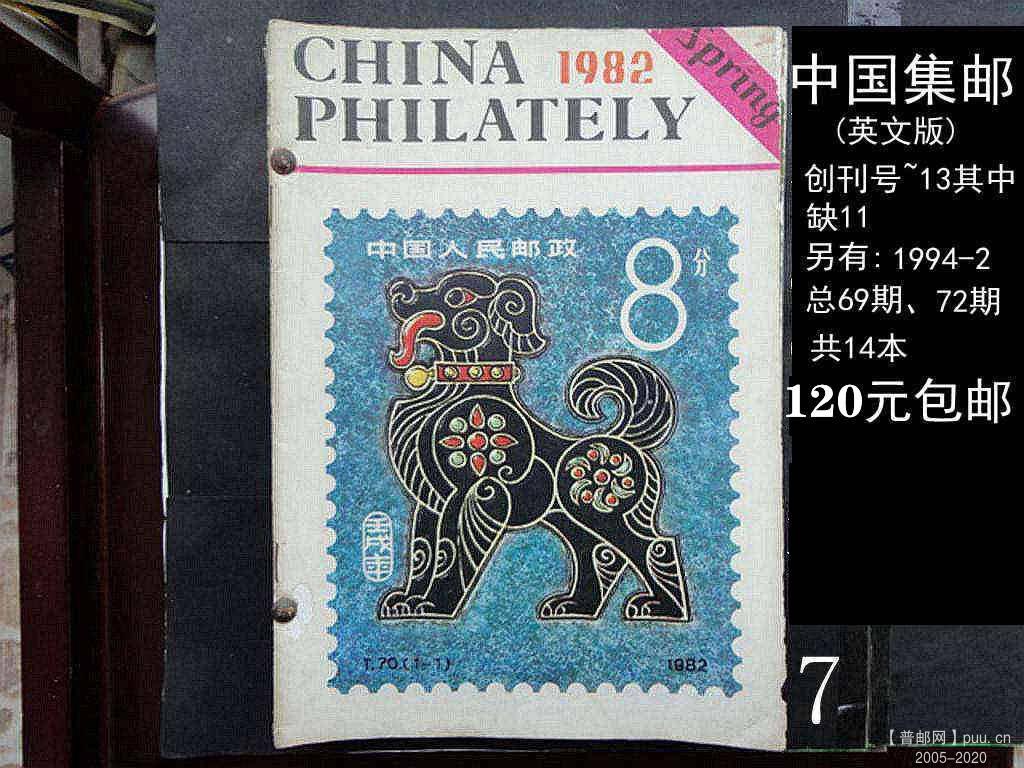 CHINA 1982
PHILATELY
Spring
中国人民邮政
8分
壬戌年
T.70.(1-1)
1982
中国集邮
(英文版)
创刊号~13其中
缺11
另有: 1994-2
总69期、72期
共14本
120元包邮
7
【普邮网】puu.cn
2005-2020